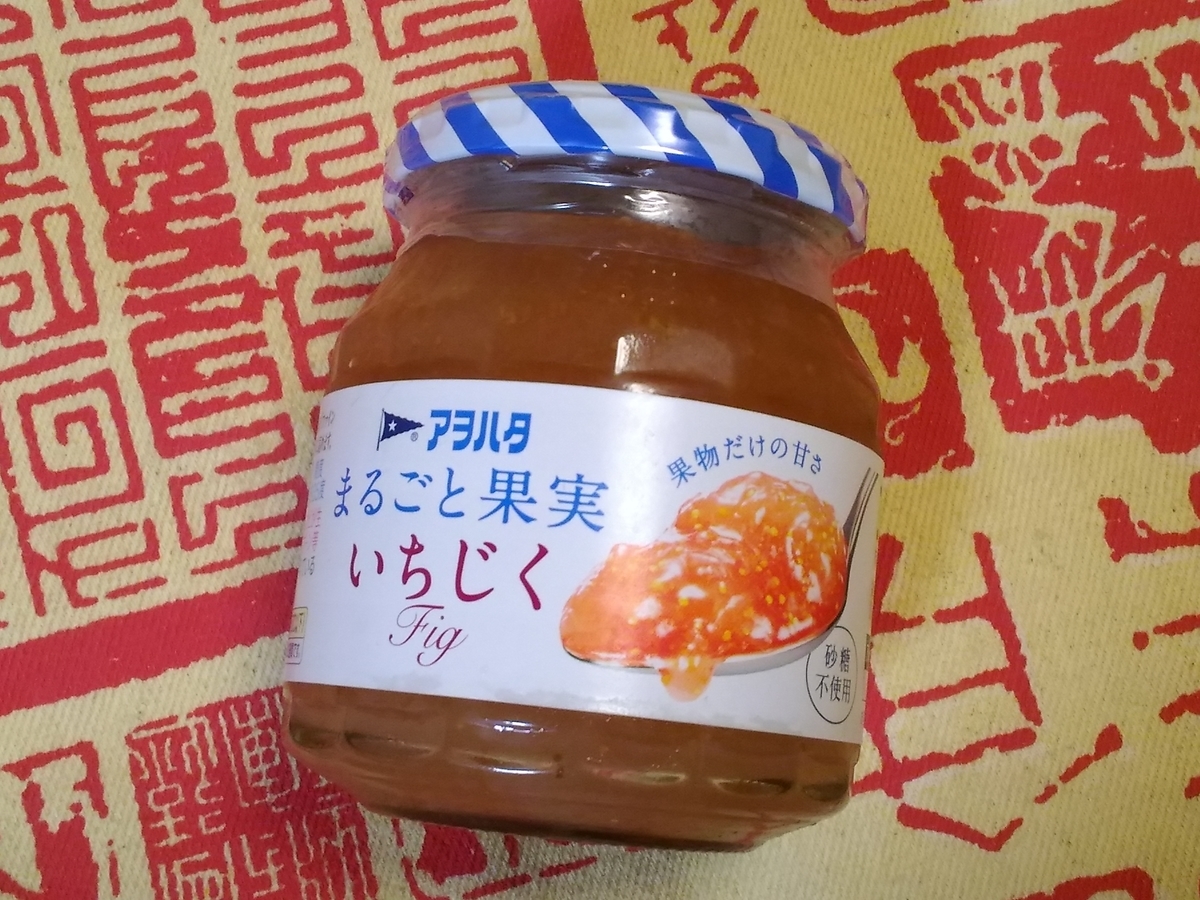 アヲハタ
まるごと果実
いちじく
Fig
果物だけの甘さ
砂糖
不使用